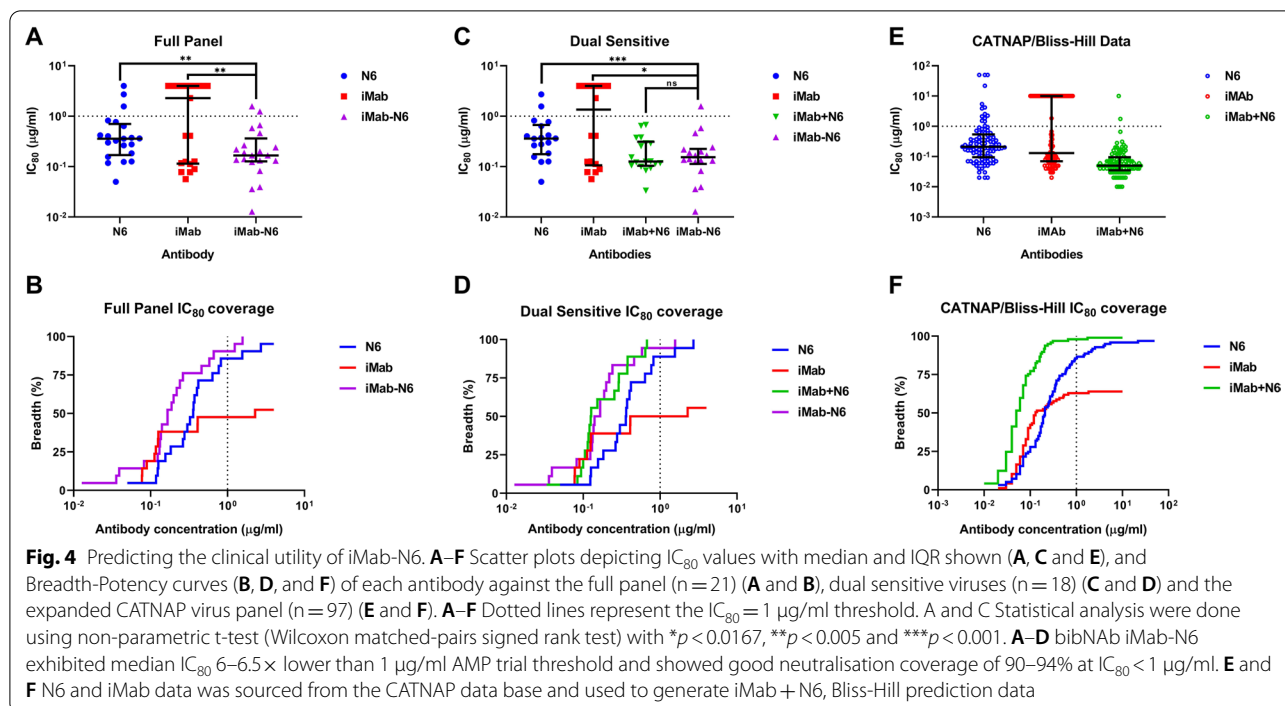 A
Full Panel
**
**
10¹
10⁰
10⁻¹
10⁻²
IC₈₀ (μg/ml)
N6
iMab
iMab-N6
Antibody
N6
iMab
iMab-N6
C
Dual Sensitive
***
*
ns
10¹
10⁰
10⁻¹
10⁻²
IC₈₀ (μg/ml)
N6
iMab
iMab+N6
iMab-N6
Antibodies
N6
iMab
iMab+N6
iMab-N6
E
CATNAP/Bliss-Hill Data
10²
10¹
10⁰
10⁻¹
10⁻²
10⁻³
IC₈₀ (μg/ml)
N6
iMAb
iMab+N6
Antibodies
N6
iMAb
iMab+N6
B
Full Panel IC₈₀ coverage
100
75
50
25
0
Breadth (%)
10⁻²
10⁻¹
10⁰
10¹
Antibody concentration (μg/ml)
N6
iMab
iMab-N6
D
Dual Sensitive IC₈₀ coverage
100
75
50
25
0
Breadth (%)
10⁻²
10⁻¹
10⁰
10¹
Antibody concentration (μg/ml)
N6
iMab
iMab+N6
iMab-N6
F
CATNAP/Bliss-Hill IC₈₀ coverage
100
75
50
25
0
Breadth (%)
10⁻³
10⁻²
10⁻¹
10⁰
10¹
10²
Antibody concentration (μg/ml)
N6
iMab
iMab+N6
Fig. 4 Predicting the clinical utility of iMab-N6. A–F Scatter plots depicting IC₈₀ values with median and IQR shown (A, C and E), and
Breadth-Potency curves (B, D, and F) of each antibody against the full panel (n = 21) (A and B), dual sensitive viruses (n = 18) (C and D) and the
expanded CATNAP virus panel (n = 97) (E and F). A–F Dotted lines represent the IC₈₀ = 1 μg/ml threshold. A and C Statistical analysis were done
using non-parametric t-test (Wilcoxon matched-pairs signed rank test) with *p < 0.0167, **p < 0.005 and ***p < 0.001. A–D bibNAb iMab-N6
exhibited median IC₈₀ 6–6.5× lower than 1 μg/ml AMP trial threshold and showed good neutralisation coverage of 90–94% at IC₈₀ < 1 μg/ml. E and
F N6 and iMab data was sourced from the CATNAP data base and used to generate iMab + N6, Bliss-Hill prediction data